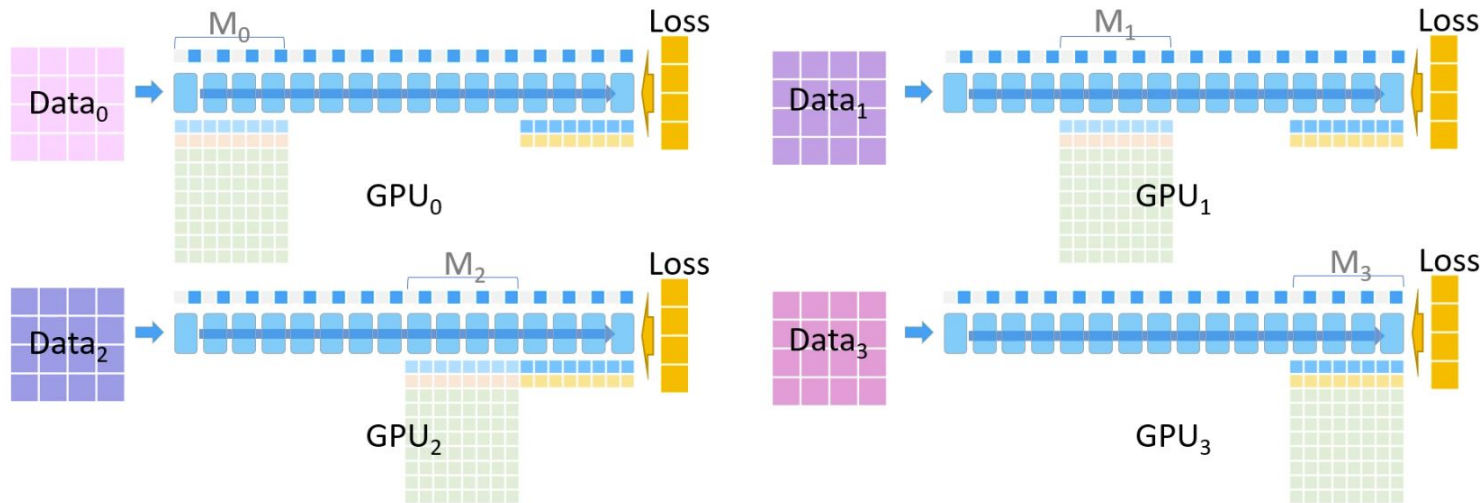 M₀
Loss
Data₀
GPU₀
M₁
Loss
Data₁
GPU₁
M₂
Loss
Data₂
GPU₂
M₃
Loss
Data₃
GPU₃